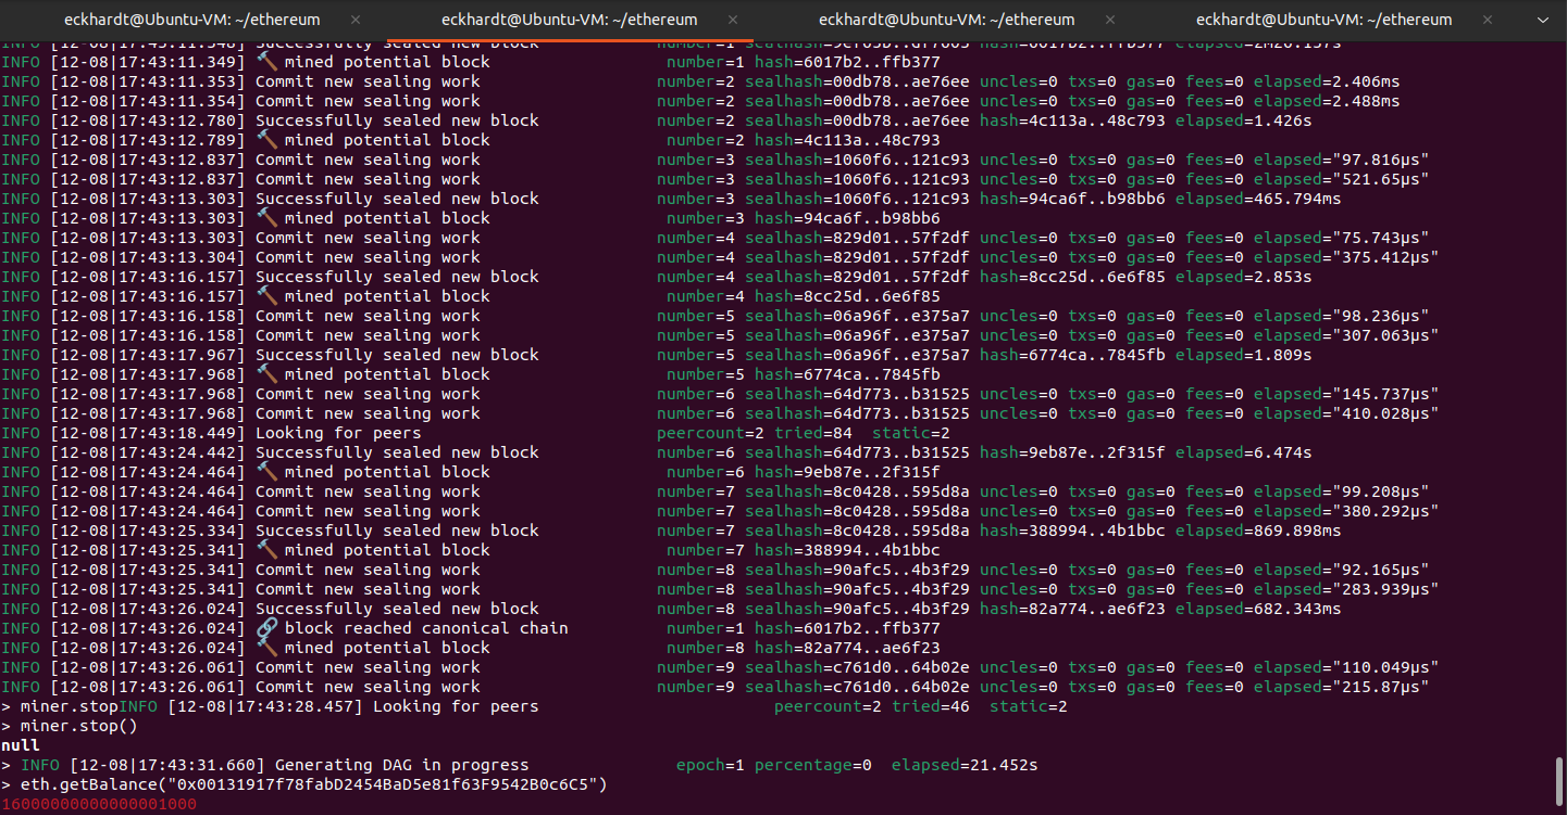 eckhardt@Ubuntu-VM: ~/ethereum × eckhardt@Ubuntu-VM: ~/ethereum × eckhardt@Ubuntu-VM: ~/ethereum × eckhardt@Ubuntu-VM: ~/ethereum ×
INFO [12-08|17:43:11.348] Successfully sealed new block number=1
INFO [12-08|17:43:11.349] 🔨 mined potential block number=1 hash=6017b2..ffb377
INFO [12-08|17:43:11.353] Commit new sealing work number=2 sealhash=00db78..ae76ee uncles=0 txs=0 gas=0 fees=0 elapsed=2.406ms
INFO [12-08|17:43:11.354] Commit new sealing work number=2 sealhash=00db78..ae76ee uncles=0 txs=0 gas=0 fees=0 elapsed=2.488ms
INFO [12-08|17:43:12.780] Successfully sealed new block number=2 sealhash=00db78..ae76ee hash=4c113a..48c793 elapsed=1.426s
INFO [12-08|17:43:12.789] 🔨 mined potential block number=2 hash=4c113a..48c793
INFO [12-08|17:43:12.837] Commit new sealing work number=3 sealhash=1060f6..121c93 uncles=0 txs=0 gas=0 fees=0 elapsed="97.816µs"
INFO [12-08|17:43:12.837] Commit new sealing work number=3 sealhash=1060f6..121c93 uncles=0 txs=0 gas=0 fees=0 elapsed="521.65µs"
INFO [12-08|17:43:13.303] Successfully sealed new block number=3 sealhash=1060f6..121c93 hash=94ca6f..b98bb6 elapsed=465.794ms
INFO [12-08|17:43:13.303] 🔨 mined potential block number=3 hash=94ca6f..b98bb6
INFO [12-08|17:43:13.303] Commit new sealing work number=4 sealhash=829d01..57f2df uncles=0 txs=0 gas=0 fees=0 elapsed="75.743µs"
INFO [12-08|17:43:13.304] Commit new sealing work number=4 sealhash=829d01..57f2df uncles=0 txs=0 gas=0 fees=0 elapsed="375.412µs"
INFO [12-08|17:43:16.157] Successfully sealed new block number=4 sealhash=829d01..57f2df hash=8cc25d..6e6f85 elapsed=2.853s
INFO [12-08|17:43:16.157] 🔨 mined potential block number=4 hash=8cc25d..6e6f85
INFO [12-08|17:43:16.158] Commit new sealing work number=5 sealhash=06a96f..e375a7 uncles=0 txs=0 gas=0 fees=0 elapsed="98.236µs"
INFO [12-08|17:43:16.158] Commit new sealing work number=5 sealhash=06a96f..e375a7 uncles=0 txs=0 gas=0 fees=0 elapsed="307.063µs"
INFO [12-08|17:43:17.967] Successfully sealed new block number=5 sealhash=06a96f..e375a7 hash=6774ca..7845fb elapsed=1.809s
INFO [12-08|17:43:17.968] 🔨 mined potential block number=5 hash=6774ca..7845fb
INFO [12-08|17:43:17.968] Commit new sealing work number=6 sealhash=64d773..b31525 uncles=0 txs=0 gas=0 fees=0 elapsed="145.737µs"
INFO [12-08|17:43:17.968] Commit new sealing work number=6 sealhash=64d773..b31525 uncles=0 txs=0 gas=0 fees=0 elapsed="410.028µs"
INFO [12-08|17:43:18.449] Looking for peers peercount=2 tried=84 static=2
INFO [12-08|17:43:24.442] Successfully sealed new block number=6 sealhash=64d773..b31525 hash=9eb87e..2f315f elapsed=6.474s
INFO [12-08|17:43:24.464] 🔨 mined potential block number=6 hash=9eb87e..2f315f
INFO [12-08|17:43:24.464] Commit new sealing work number=7 sealhash=8c0428..595d8a uncles=0 txs=0 gas=0 fees=0 elapsed="99.208µs"
INFO [12-08|17:43:24.464] Commit new sealing work number=7 sealhash=8c0428..595d8a uncles=0 txs=0 gas=0 fees=0 elapsed="380.292µs"
INFO [12-08|17:43:25.334] Successfully sealed new block number=7 sealhash=8c0428..595d8a hash=388994..4b1bbc elapsed=869.898ms
INFO [12-08|17:43:25.341] 🔨 mined potential block number=7 hash=388994..4b1bbc
INFO [12-08|17:43:25.341] Commit new sealing work number=8 sealhash=90afc5..4b3f29 uncles=0 txs=0 gas=0 fees=0 elapsed="92.165µs"
INFO [12-08|17:43:25.341] Commit new sealing work number=8 sealhash=90afc5..4b3f29 uncles=0 txs=0 gas=0 fees=0 elapsed="283.939µs"
INFO [12-08|17:43:26.024] Successfully sealed new block number=8 sealhash=90afc5..4b3f29 hash=82a774..ae6f23 elapsed=682.343ms
INFO [12-08|17:43:26.024] 🔗 block reached canonical chain number=1 hash=6017b2..ffb377
INFO [12-08|17:43:26.024] 🔨 mined potential block number=8 hash=82a774..ae6f23
INFO [12-08|17:43:26.061] Commit new sealing work number=9 sealhash=c761d0..64b02e uncles=0 txs=0 gas=0 fees=0 elapsed="110.049µs"
INFO [12-08|17:43:26.061] Commit new sealing work number=9 sealhash=c761d0..64b02e uncles=0 txs=0 gas=0 fees=0 elapsed="215.87µs"
> miner.stopINFO [12-08|17:43:28.457] Looking for peers peercount=2 tried=46 static=2
> miner.stop()
null
> INFO [12-08|17:43:31.660] Generating DAG in progress epoch=1 percentage=0 elapsed=21.452s
> eth.getBalance("0x00131917f78fabD2454BaD5e81f63F9542B0c6C5")
16000000000000001000